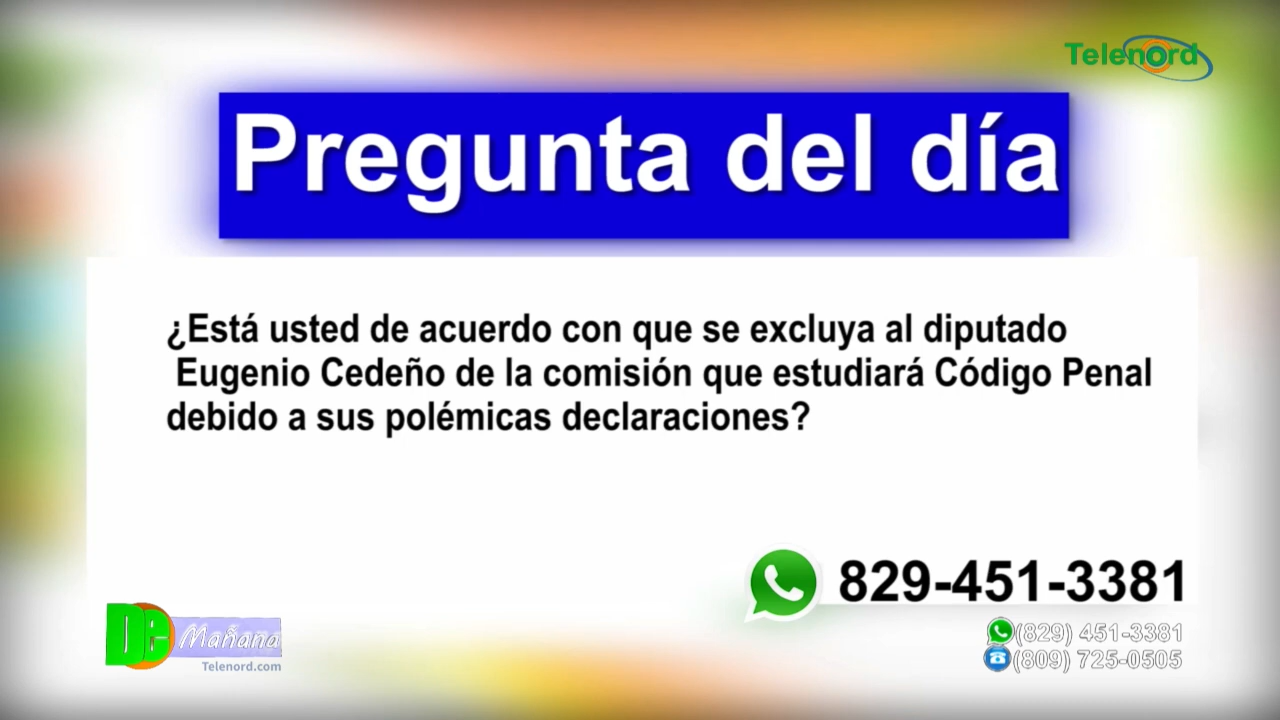 Telenord
Pregunta del día
¿Está usted de acuerdo con que se excluya al diputado
Eugenio Cedeño de la comisión que estudiará Código Penal
debido a sus polémicas declaraciones?
829-451-3381
De Mañana
Telenord.com
(829) 451-3381
(809) 725-0505